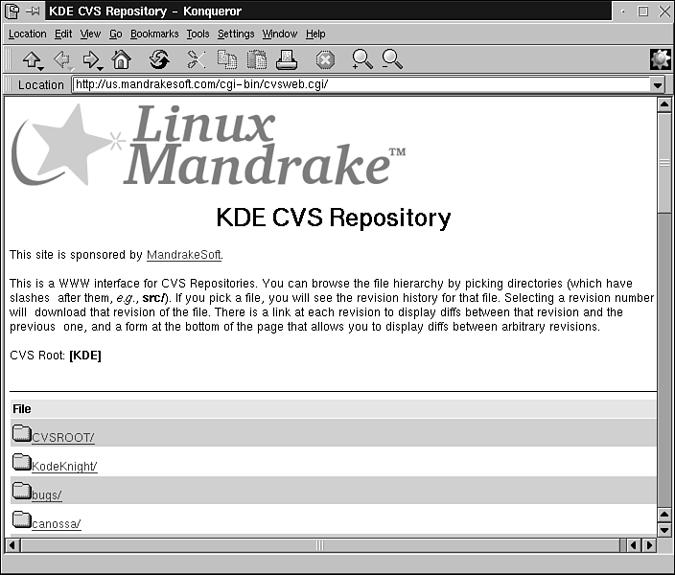 KDE CVS Repository - Konqueror
Location Edit View Go Bookmarks Tools Settings Window Help
Location http://us.mandrakesoft.com/cgi-bin/cvsweb.cgi/
Linux
Mandrake™
KDE CVS Repository
This site is sponsored by MandrakeSoft.
This is a WWW interface for CVS Repositories. You can browse the file hierarchy by picking directories (which have
slashes after them, e.g., src/). If you pick a file, you will see the revision history for that file. Selecting a revision number
will download that revision of the file. There is a link at each revision to display diffs between that revision and the
previous one, and a form at the bottom of the page that allows you to display diffs between arbitrary revisions.
CVS Root: [KDE]
File
CVSROOT/
KodeKnight/
bugs/
canossa/